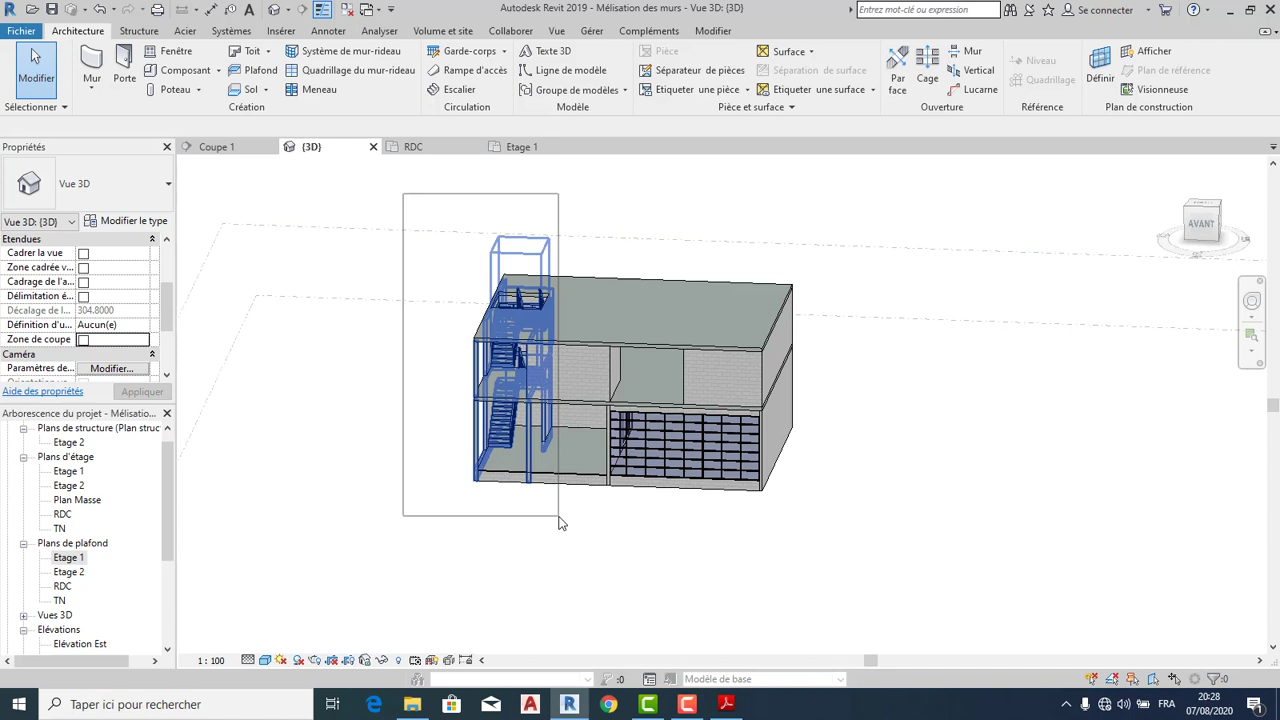 Autodesk Revit 2019 - Mélisation des murs - Vue 3D: {3D}
Entrez mot-clé ou expression
Se connecter
Fichier Architecture Structure Acier Systèmes Insérer Annoter Analyser Volume et site Collaborer Vue Gérer Compléments Modifier
Modifier
Sélectionner
Mur
Porte
Fenêtre
Composant
Poteau
Toit
Plafond
Sol
Système de mur-rideau
Quadrillage du mur-rideau
Meneau
Création
Garde-corps
Rampe d'accès
Escalier
Circulation
Texte 3D
Ligne de modèle
Groupe de modèles
Modèle
Pièce
Séparateur de pièces
Etiqueter une pièce
Surface
Séparation de surface
Etiqueter une surface
Pièce et surface
Par face
Cage
Mur
Vertical
Lucarne
Ouverture
Niveau
Quadrillage
Référence
Définir
Afficher
Plan de référence
Visionneuse
Plan de construction
Propriétés
Coupe 1
{3D}
RDC
Etage 1
Vue 3D
Vue 3D: {3D}
Modifier le type
Etendues
Cadrer la vue
Zone cadrée v...
Cadrage de l'a...
Délimitation é...
Décalage de l... 304.8000
Définition d'u... Aucun(e)
Zone de coupe
Caméra
Paramètres de... Modifier...
Aide des propriétés
Appliquer
Arborescence du projet - Mélisatio...
Plans de structure (Plan struc
Etage 2
Plans d'étage
Etage 1
Etage 2
Plan Masse
RDC
TN
Plans de plafond
Etage 1
Etage 2
RDC
TN
Vues 3D
Elévations
Elévation Est
AVANT
1 : 100
:0
Modèle de base
:0
Taper ici pour rechercher
FRA
20:28
07/08/2020